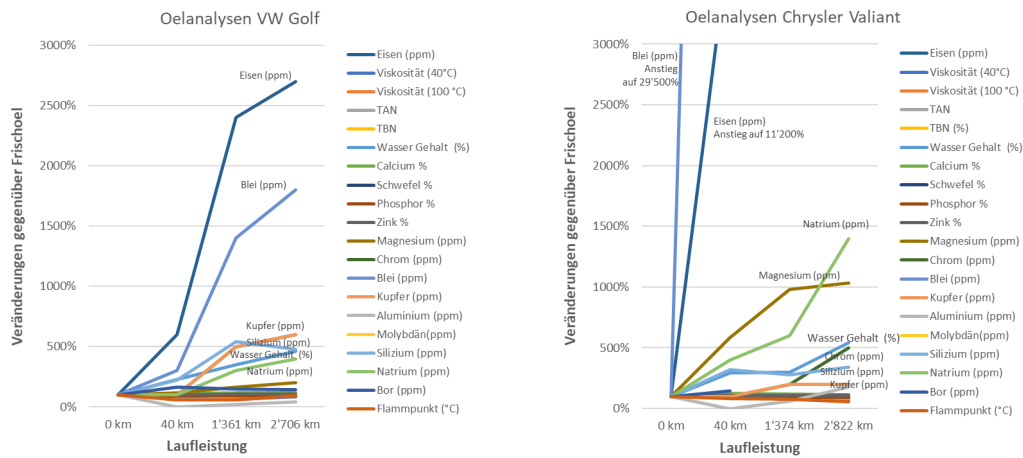 Oelanalysen VW Golf
Veränderungen gegenüber Frischoel
3000%
2500%
2000%
1500%
1000%
500%
0%
Eisen (ppm)
Blei (ppm)
Kupfer (ppm)
Silizium (ppm)
Wasser Gehalt (%)
Natrium (ppm)
0 km
40 km
1'361 km
2'706 km
Laufleistung
Eisen (ppm)
Viskosität (40°C)
Viskosität (100 °C)
TAN
TBN
Wasser Gehalt (%)
Calcium %
Schwefel %
Phosphor %
Zink %
Magnesium (ppm)
Chrom (ppm)
Blei (ppm)
Kupfer (ppm)
Aluminium (ppm)
Molybdän(ppm)
Silizium (ppm)
Natrium (ppm)
Bor (ppm)
Flammpunkt (°C)
Oelanalysen Chrysler Valiant
Veränderungen gegenüber Frischoel
3000%
2500%
2000%
1500%
1000%
500%
0%
Blei (ppm)
Anstieg
auf 29'500%
Eisen (ppm)
Anstieg auf 11'200%
Natrium (ppm)
Magnesium (ppm)
Wasser Gehalt (%)
Chrom (ppm)
Silizium (ppm)
Kupfer (ppm)
0 km
40 km
1'374 km
2'822 km
Laufleistung
Eisen (ppm)
Viskosität (40°C)
Viskosität (100 °C)
TAN
TBN (%)
Wasser Gehalt (%)
Calcium %
Schwefel %
Phosphor %
Zink %
Magnesium (ppm)
Chrom (ppm)
Blei (ppm)
Kupfer (ppm)
Aluminium (ppm)
Molybdän(ppm)
Silizium (ppm)
Natrium (ppm)
Bor (ppm)
Flammpunkt (°C)